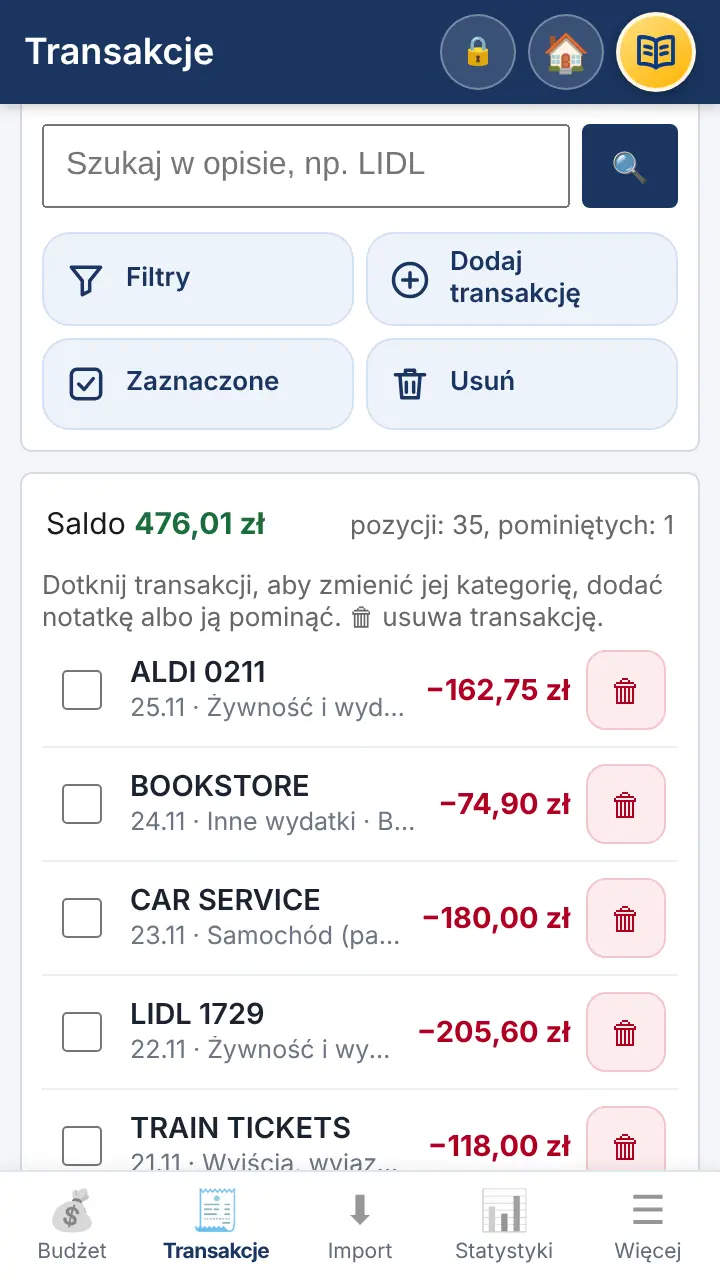 Transakcje
Szukaj w opisie, np. LIDL
Filtry
Dodaj
transakcję
Zaznaczone
Usuń
Saldo 476,01 zł
pozycji: 35, pominiętych: 1
Dotknij transakcji, aby zmienić jej kategorię, dodać
notatkę albo ją pominąć. 🗑 usuwa transakcję.
ALDI 0211
−162,75 zł
25.11 · Żywność i wyd...
BOOKSTORE
−74,90 zł
24.11 · Inne wydatki · B...
CAR SERVICE
−180,00 zł
23.11 · Samochód (pa...
LIDL 1729
−205,60 zł
22.11 · Żywność i wy...
TRAIN TICKETS
−118,00 zł
21.11 · Wyjścia, wyjaz...
Budżet
Transakcje
Import
Statystyki
Więcej